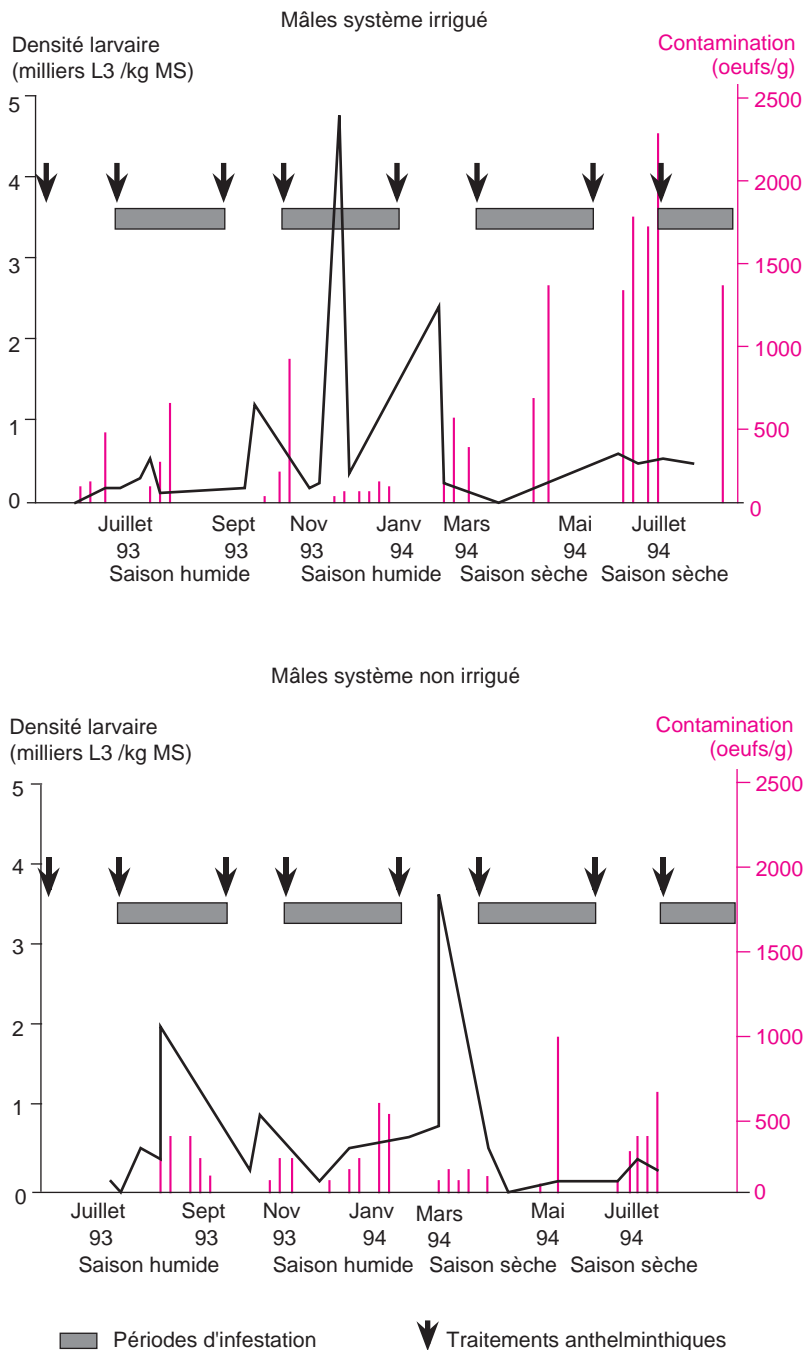 Mâles système irrigué
Densité larvaire
(milliers L3 /kg MS)
Contamination
(oeufs/g)
5
4
3
2
1
0
2500
2000
1500
1000
500
0
Juillet Sept Nov Janv Mars Mai Juillet
93 93 93 94 94 94 94
Saison humide Saison humide Saison sèche Saison sèche
Mâles système non irrigué
Densité larvaire
(milliers L3 /kg MS)
Contamination
(oeufs/g)
5
4
3
2
1
0
2500
2000
1500
1000
500
0
Juillet Sept Nov Janv Mars Mai Juillet
93 93 93 94 94 94 94
Saison humide Saison humide Saison sèche Saison sèche
Périodes d'infestation Traitements anthelminthiques